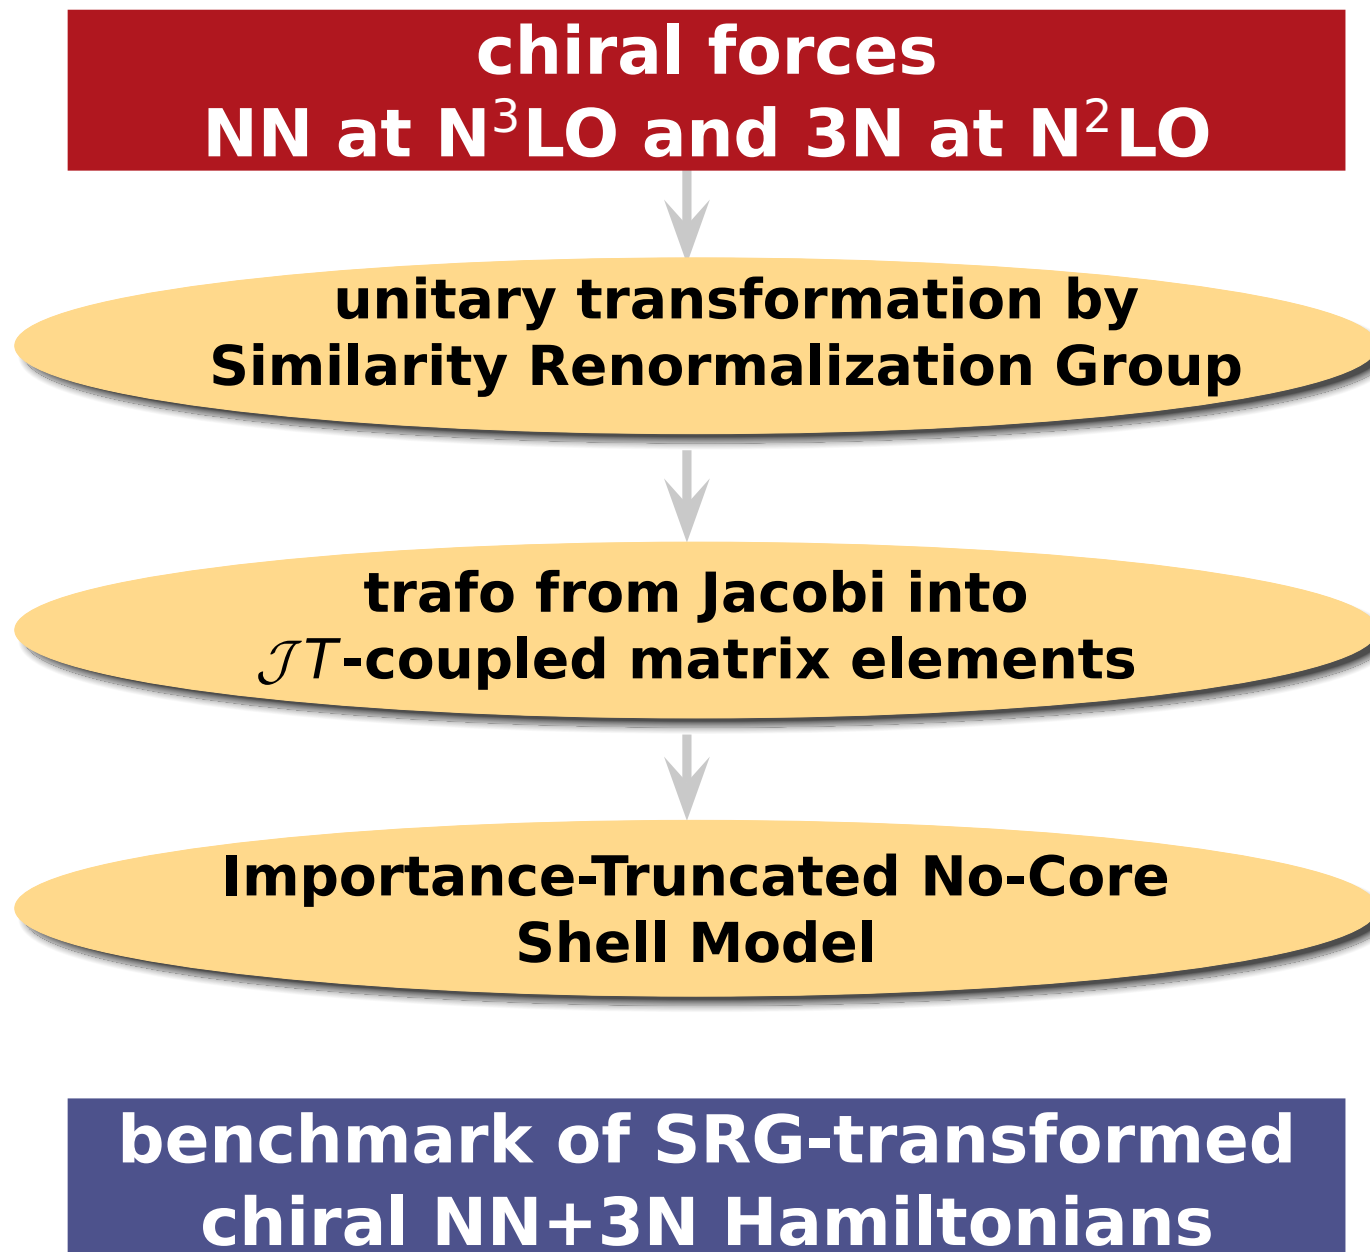 chiral forces
NN at N³LO and 3N at N²LO
unitary transformation by
Similarity Renormalization Group
trafo from Jacobi into
𝒥T-coupled matrix elements
Importance-Truncated No-Core
Shell Model
benchmark of SRG-transformed
chiral NN+3N Hamiltonians